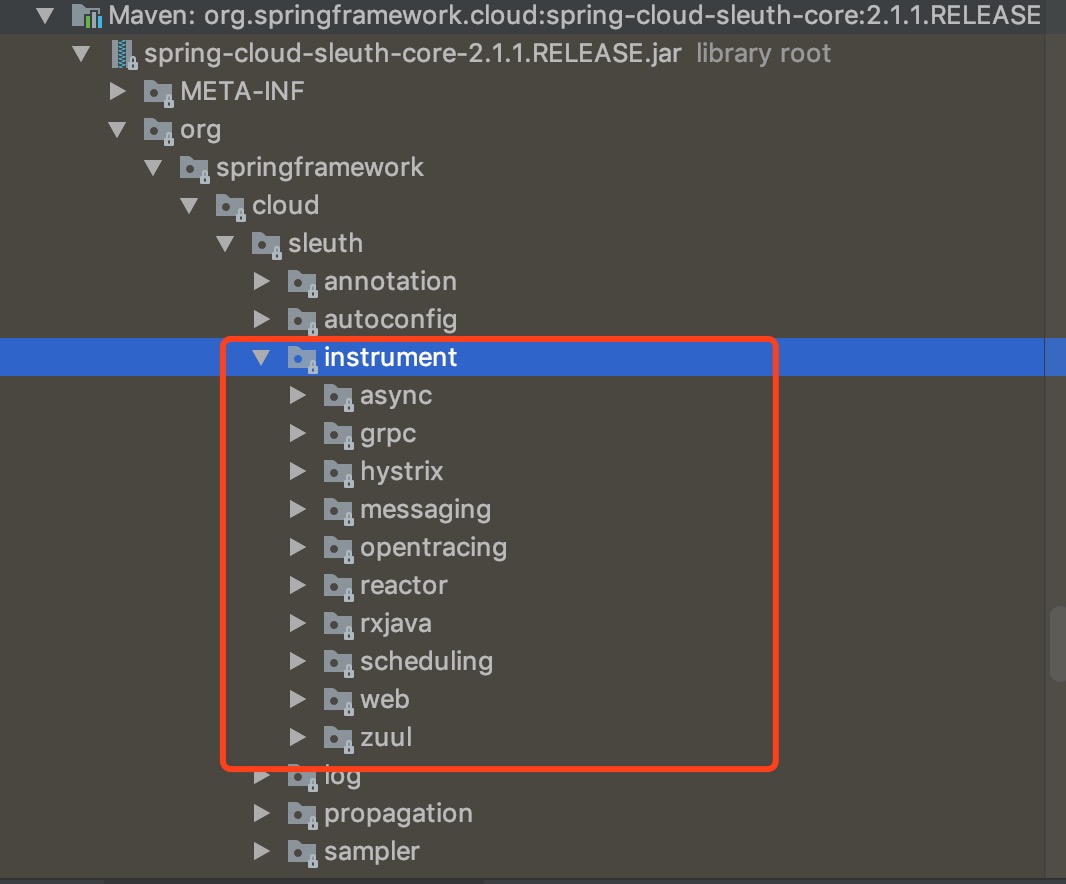 Maven: org.springframework.cloud:spring-cloud-sleuth-core:2.1.1.RELEASE
spring-cloud-sleuth-core-2.1.1.RELEASE.jar library root
META-INF
org
springframework
cloud
sleuth
annotation
autoconfig
instrument
async
grpc
hystrix
messaging
opentracing
reactor
rxjava
scheduling
web
zuul
log
propagation
sampler